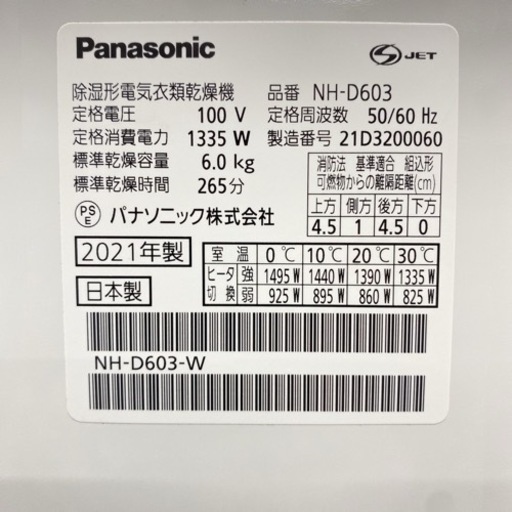 Panasonic
S JET
除湿形電気衣類乾燥機 品番 NH-D603
定格電圧 100 V 定格周波数 50/60 Hz
定格消費電力 1335 W 製造番号 21D3200060
標準乾燥容量 6.0 kg
標準乾燥時間 265分
消防法 基準適合 組込形
可燃物からの離隔距離(cm)
上方 側方 後方 下方
4.5 1 4.5 0
PSE パナソニック株式会社
2021年製
日本製
室温 0℃ 10℃ 20℃ 30℃
ヒータ 強 1495 W 1440 W 1390 W 1335 W
切換 弱 925 W 895 W 860 W 825 W
NH-D603-W